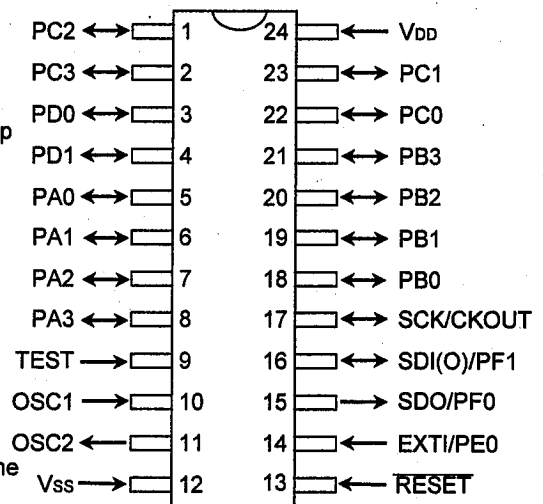 PC2 1 24 VDD
PC3 2 23 PC1
PD0 3 22 PC0
p
PD1 4 21 PB3
PA0 5 20 PB2
PA1 6 19 PB1
PA2 7 18 PB0
PA3 8 17 SCK/CKOUT
TEST 9 16 SDI(O)/PF1
OSC1 10 15 SDO/PF0
OSC2 11 14 EXTI/PE0
ne
Vss 12 13 RESET